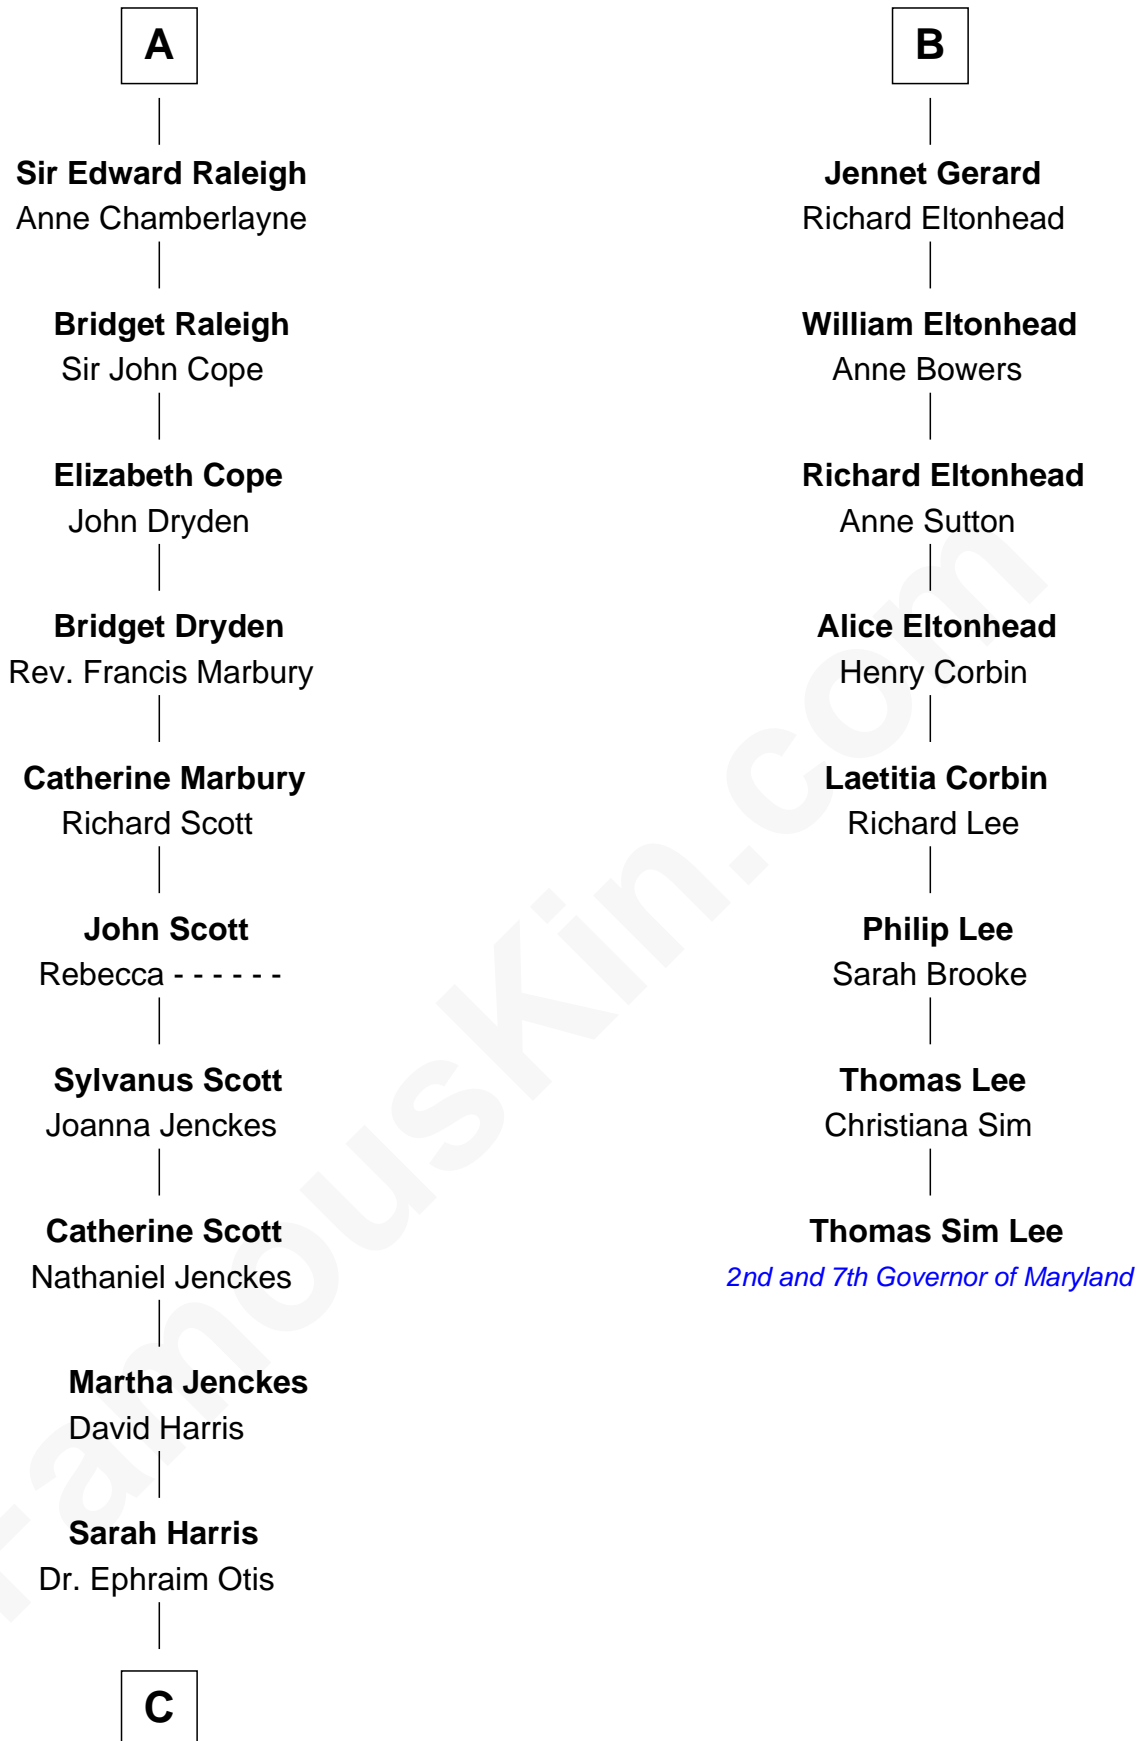 A
Sir Edward Raleigh
Anne Chamberlayne
Bridget Raleigh
Sir John Cope
Elizabeth Cope
John Dryden
Bridget Dryden
Rev. Francis Marbury
Catherine Marbury
Richard Scott
John Scott
Rebecca - - - - - -
Sylvanus Scott
Joanna Jenckes
Catherine Scott
Nathaniel Jenckes
Martha Jenckes
David Harris
Sarah Harris
Dr. Ephraim Otis
C
B
Jennet Gerard
Richard Eltonhead
William Eltonhead
Anne Bowers
Richard Eltonhead
Anne Sutton
Alice Eltonhead
Henry Corbin
Laetitia Corbin
Richard Lee
Philip Lee
Sarah Brooke
Thomas Lee
Christiana Sim
Thomas Sim Lee
2nd and 7th Governor of Maryland
FamousKin.com